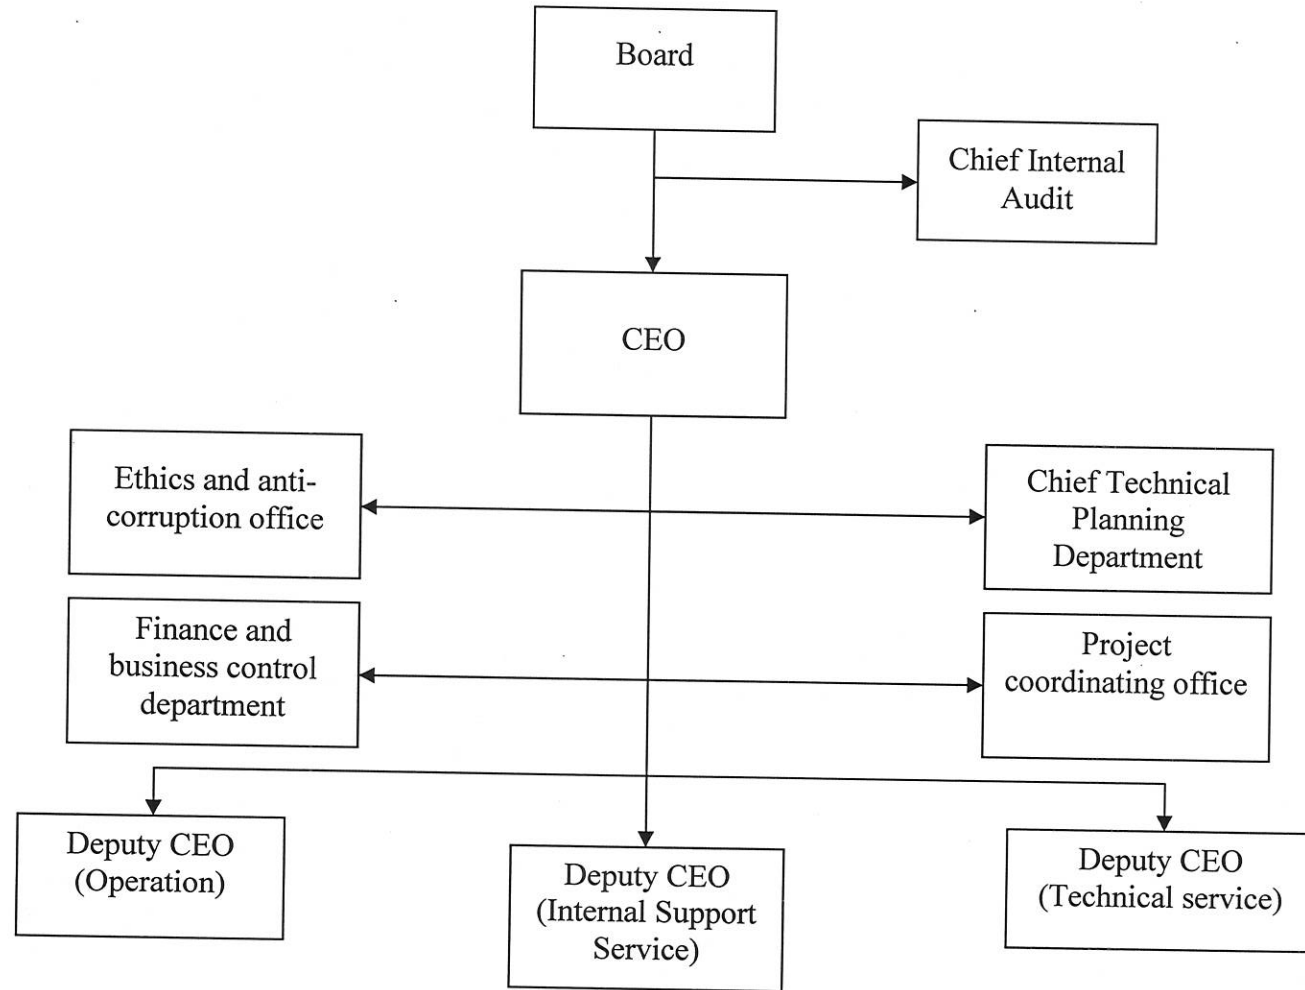 Board
Chief Internal
Audit
CEO
Ethics and anti-
corruption office
Chief Technical
Planning
Department
Finance and
business control
department
Project
coordinating office
Deputy CEO
(Operation)
Deputy CEO
(Internal Support
Service)
Deputy CEO
(Technical service)